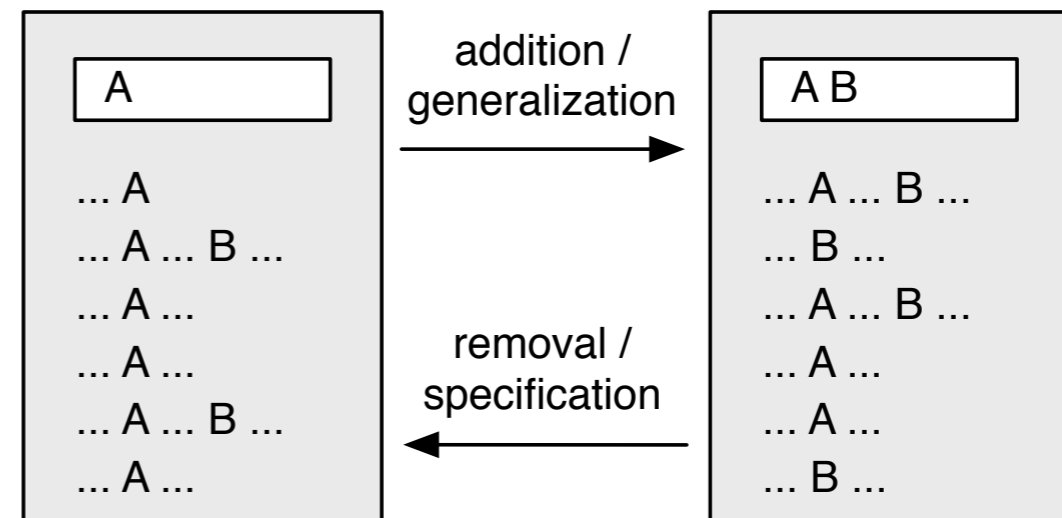 A
... A
... A ... B ...
... A ...
... A ...
... A ... B ...
... A ...
addition /
generalization
removal /
specification
A B
... A ... B ...
... B ...
... A ... B ...
... A ...
... A ...
... B ...